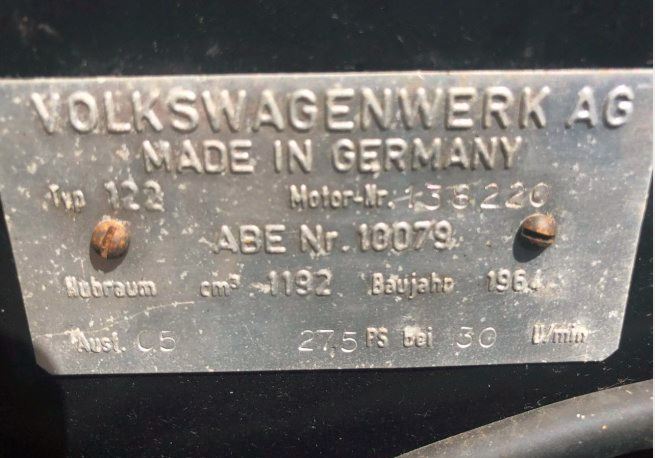 VOLKSWAGENWERK AG
MADE IN GERMANY
Typ 122 Motor-Nr. 138220
ABE Nr. 10079
Hubraum cm³ 1192 Baujahr 1964
Ausf. C5 27,5 PS bei 30 U/min